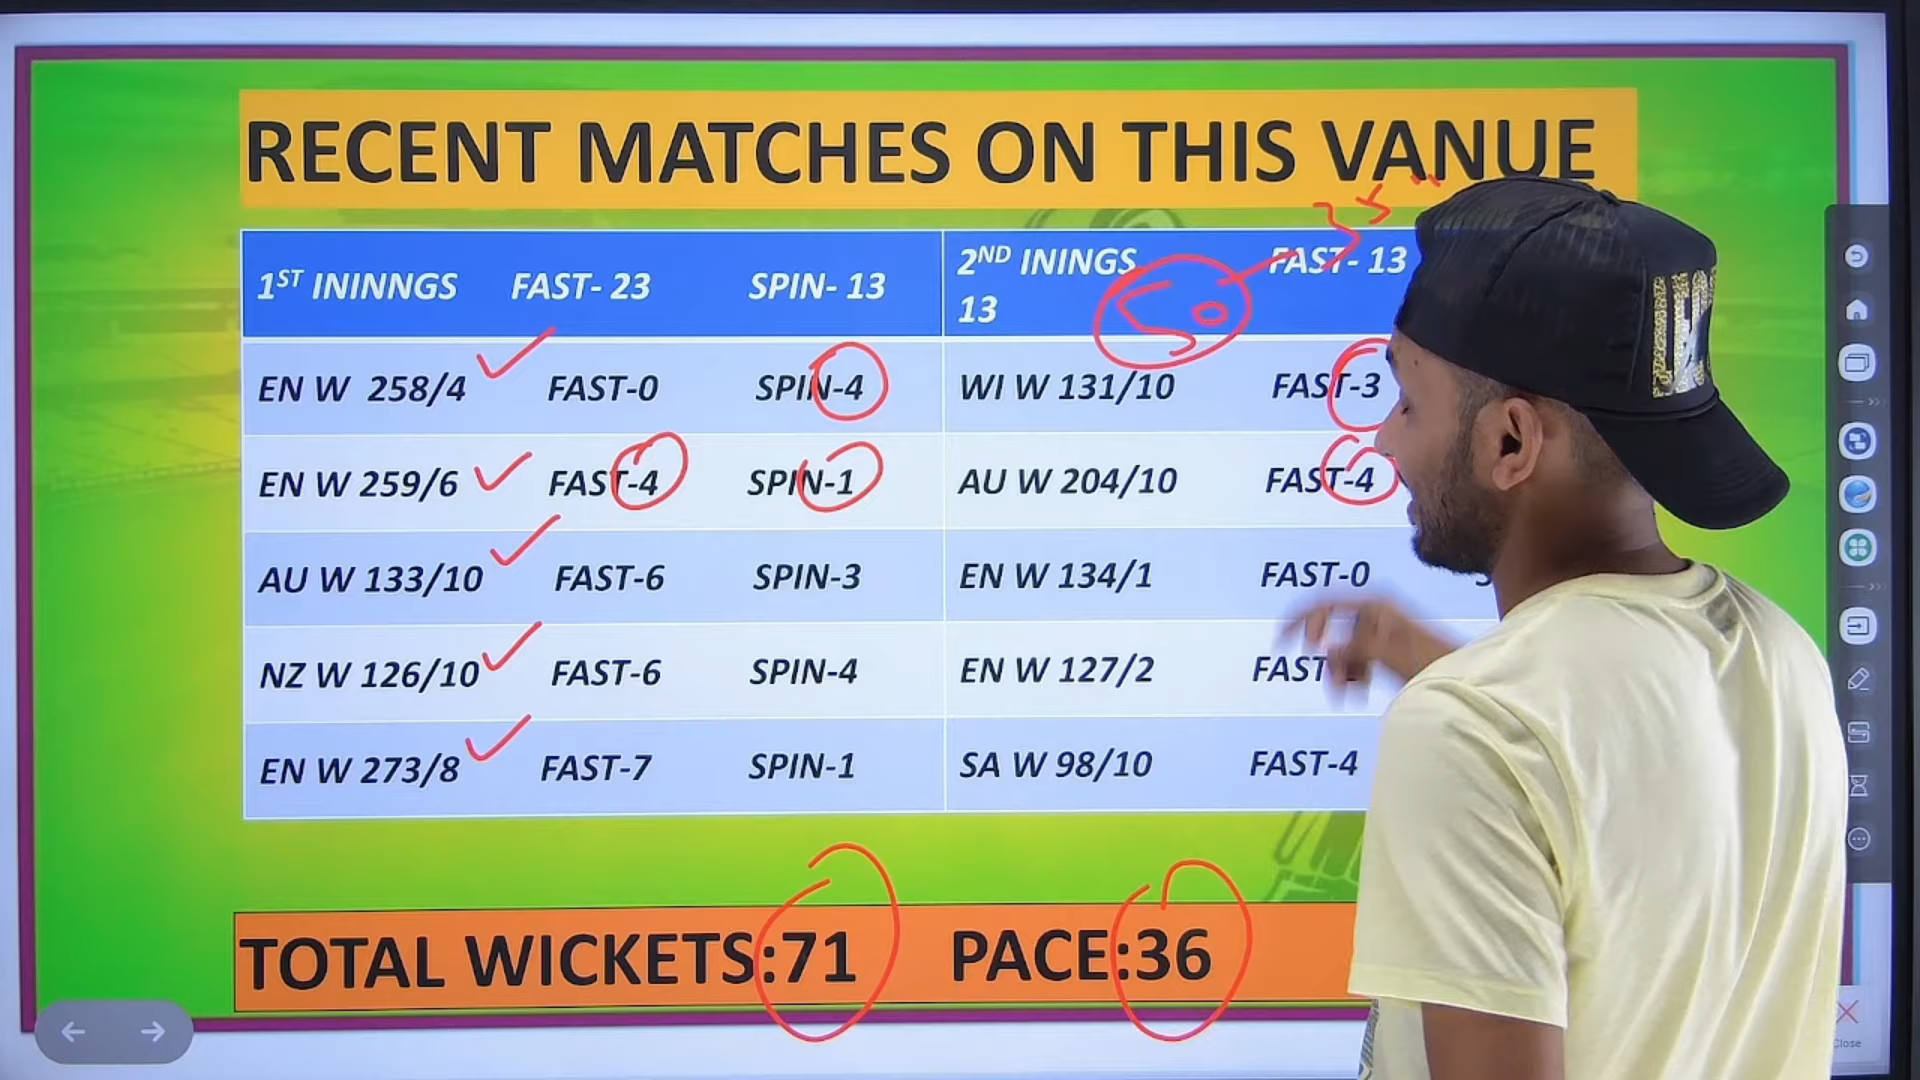 RECENT MATCHES ON THIS VANUE
1ST ININNGS FAST- 23 SPIN- 13
2ND ININGS FAST- 13
13
50 35"
EN W 258/4 FAST-0 SPIN-4 WI W 131/10 FAST-3
EN W 259/6 FAST-4 SPIN-1 AU W 204/10 FAST-4
AU W 133/10 FAST-6 SPIN-3 EN W 134/1 FAST-0 S
NZ W 126/10 FAST-6 SPIN-4 EN W 127/2 FAST
EN W 273/8 FAST-7 SPIN-1 SA W 98/10 FAST-4
TOTAL WICKETS:71 PACE:36
Close